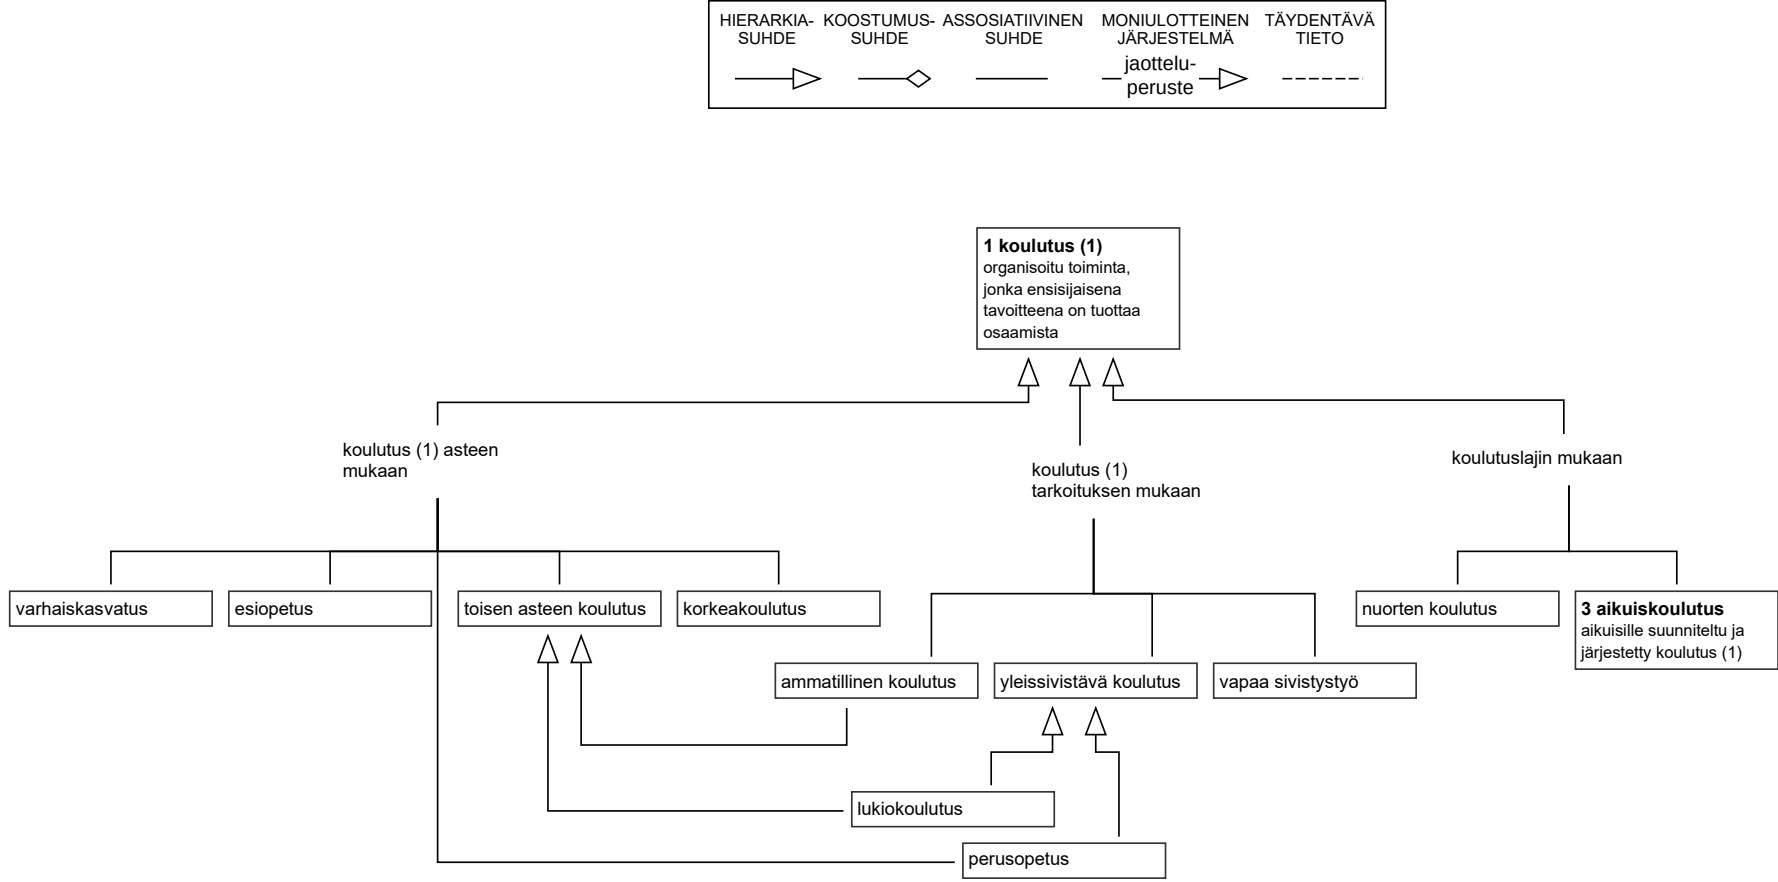 HIERARKIA-
SUHDE
KOOSTUMUS-
SUHDE
ASSOSIATIIVINEN
SUHDE
MONIULOTTEINEN
JÄRJESTELMÄ
TÄYDENTÄVÄ
TIETO
jaottelu-
peruste
1 koulutus (1)
organisoitu toiminta,
jonka ensisijaisena
tavoitteena on tuottaa
osaamista
koulutus (1) asteen
mukaan
koulutus (1)
tarkoituksen mukaan
koulutuslajin mukaan
varhaiskasvatus
esiopetus
toisen asteen koulutus
korkeakoulutus
nuorten koulutus
3 aikuiskoulutus
aikuisille suunniteltu ja
järjestetty koulutus (1)
ammatillinen koulutus
yleissivistävä koulutus
vapaa sivistystyö
lukiokoulutus
perusopetus